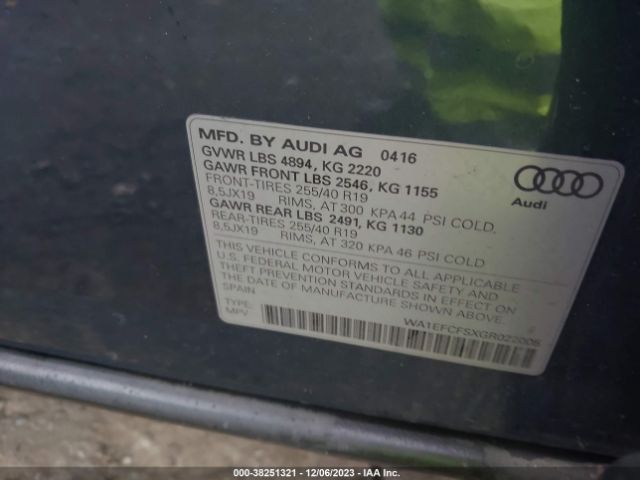 MFD. BY AUDI AG 0416
GVWR LBS 4894, KG 2220
GAWR FRONT LBS 2546, KG 1155
FRONT-TIRES 255/40 R19
8,5JX19 RIMS, AT 300 KPA 44 PSI COLD.
GAWR REAR LBS 2491, KG 1130
REAR-TIRES 255/40 R19
8,5JX19 RIMS, AT 320 KPA 46 PSI COLD
THIS VEHICLE CONFORMS TO ALL APPLICABLE
U.S. FEDERAL MOTOR VEHICLE SAFETY AND
THEFT PREVENTION STANDARDS IN EFFECT ON
THE DATE OF MANUFACTURE SHOWN ABOVE.
SPAIN
TYPE:
MPV
WA1EFCFSXGR022006
Audi
000-38251321 - 12/06/2023 - IAA.